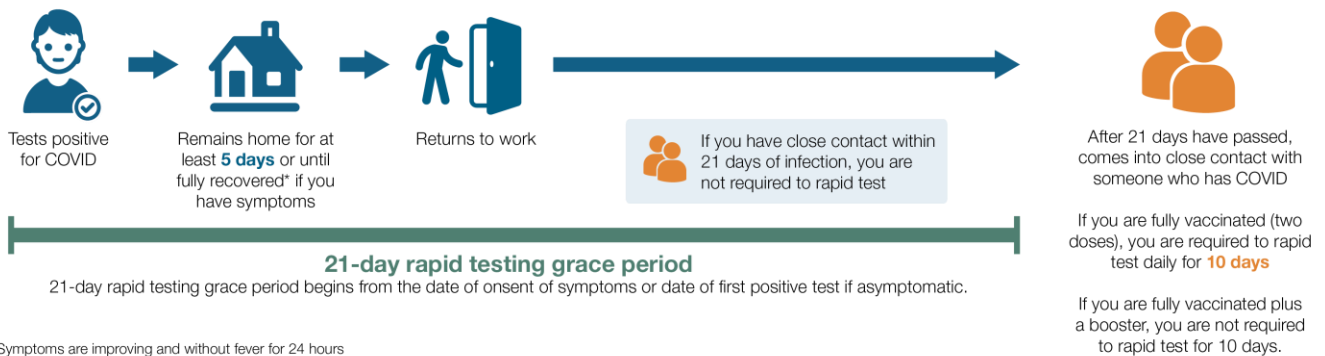 Tests positive
for COVID
Remains home for at
least 5 days or until
fully recovered* if you
have symptoms
Returns to work
If you have close contact within
21 days of infection, you are
not required to rapid test
After 21 days have passed,
comes into close contact with
someone who has COVID
If you are fully vaccinated (two
doses), you are required to rapid
test daily for 10 days
If you are fully vaccinated plus
a booster, you are not required
to rapid test for 10 days.
21-day rapid testing grace period
21-day rapid testing grace period begins from the date of onsent of symptoms or date of first positive test if asymptomatic.
Symptoms are improving and without fever for 24 hours